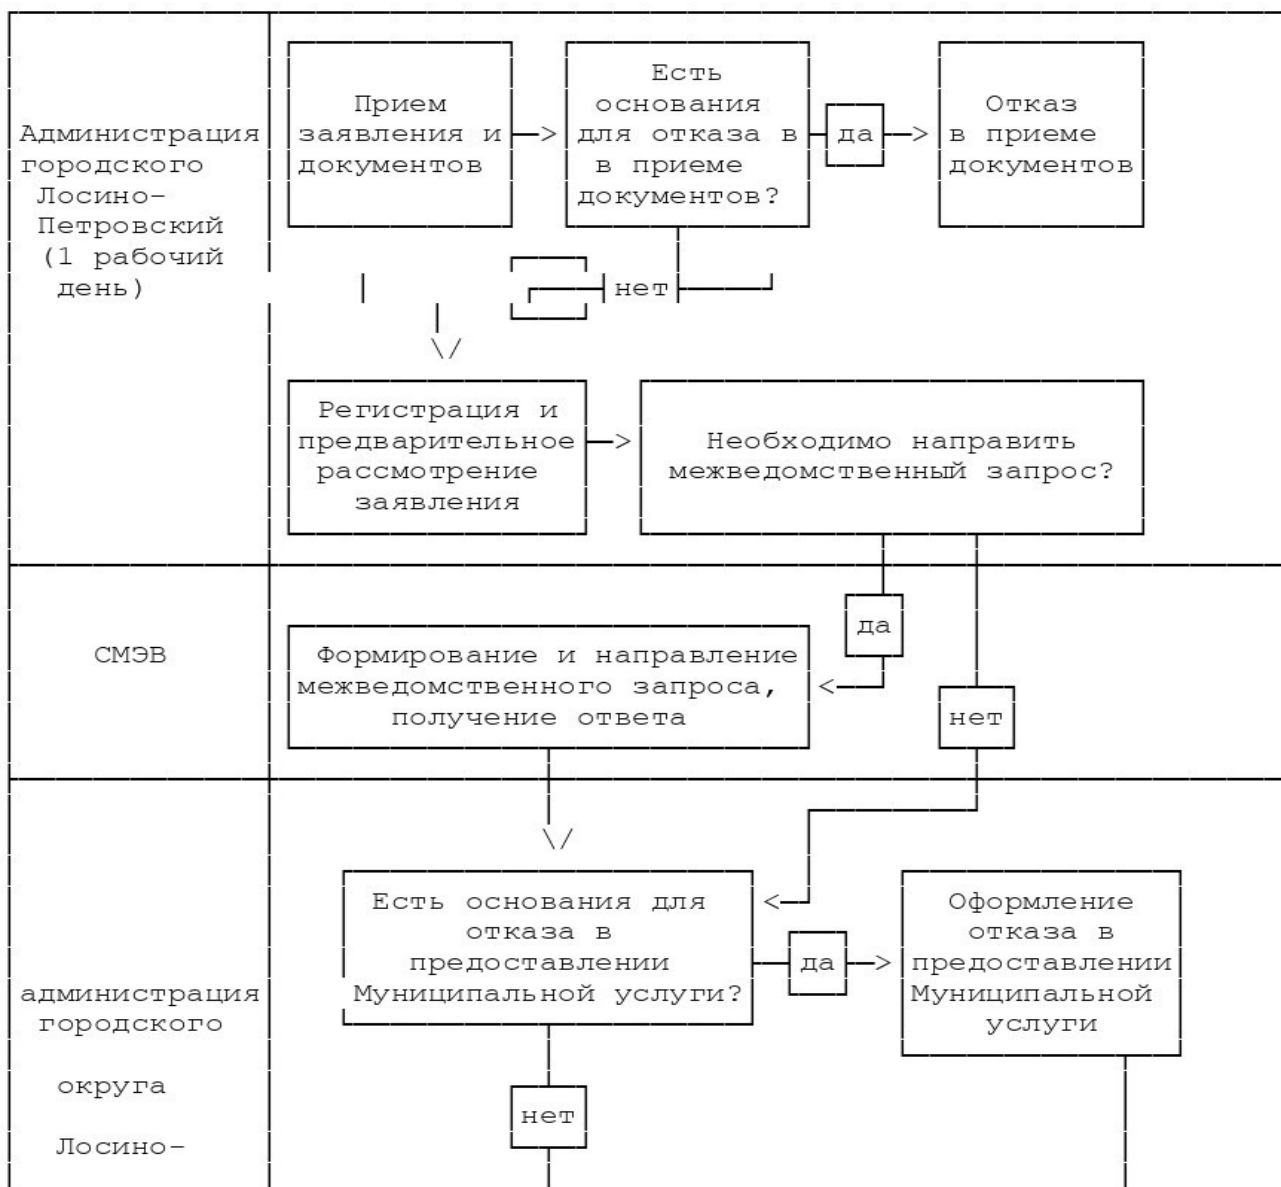 Администрация
городского
Лосино-
Петровский
(1 рабочий
день)
Прием
заявления и
документов
Есть
основания
для отказа в
в приеме
документов?
да
Отказ
в приеме
документов
нет
Регистрация и
предварительное
рассмотрение
заявления
Необходимо направить
межведомственный запрос?
СМЭВ
да
Формирование и направление
межведомственного запроса,
получение ответа
нет
администрация
городского
округа
Лосино-
Есть основания для
отказа в
предоставлении
Муниципальной услуги?
да
Оформление
отказа в
предоставлении
Муниципальной
услуги
нет